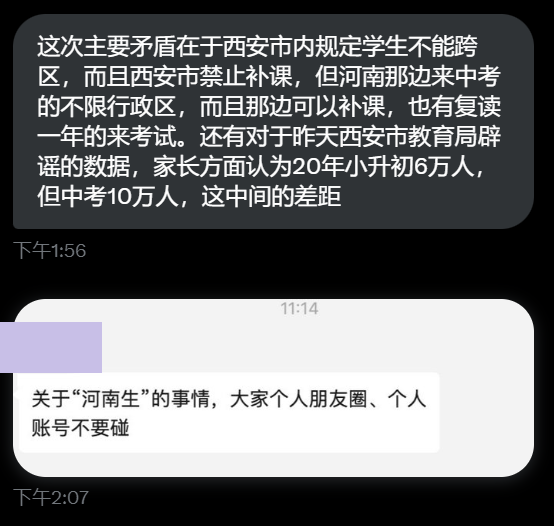 这次主要矛盾在于西安市内规定学生不能跨
区，而且西安市禁止补课，但河南那边来中考
的不限行政区，而且那边可以补课，也有复读
一年的来考试。还有对于昨天西安市教育局辟
谣的数据，家长方面认为20年小升初6万人，
但中考10万人，这中间的差距
下午1:56
11:14
关于“河南生”的事情，大家个人朋友圈、个人
账号不要碰
下午2:07